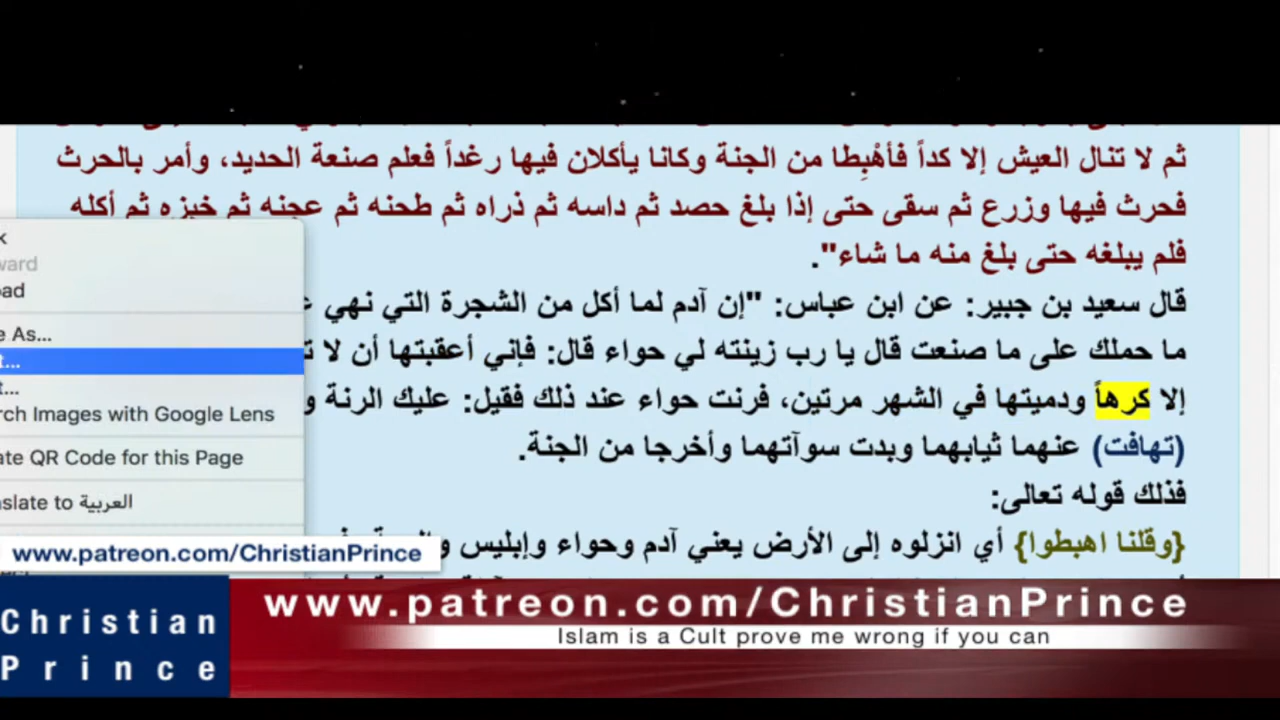 ثم لا تنال العيش إلا كداً فأهْبِطا من الجنة وكانا يأكلان فيها رغداً فعلم صنعة الحديد، وأمر بالحرث
فحرث فيها وزرع ثم سقى حتى إذا بلغ حصد ثم داسه ثم ذراه ثم طحنه ثم عجنه ثم خبزه ثم أكله
فلم يبلغه حتى بلغ منه ما شاء".
قال سعيد بن جبير: عن ابن عباس: "إن آدم لما أكل من الشجرة التي نهي
ما حملك على ما صنعت قال يا رب زينته لي حواء قال: فإني أعقبتها أن لا
إلا كرهاً ودميتها في الشهر مرتين، فرنت حواء عند ذلك فقيل: عليك الرنة و
(تهافت) عنهما ثيابهما وبدت سوآتهما وأخرجا من الجنة.
فذلك قوله تعالى:
{وقلنا اهبطوا} أي انزلوه إلى الأرض يعني آدم وحواء وإبليس
k
ward
oad
e As...
t...
t...
rch Images with Google Lens
ate QR Code for this Page
nslate to العربية
www.patreon.com/ChristianPrince
Christian
Prince
www.patreon.com/ChristianPrince
Islam is a Cult prove me wrong if you can